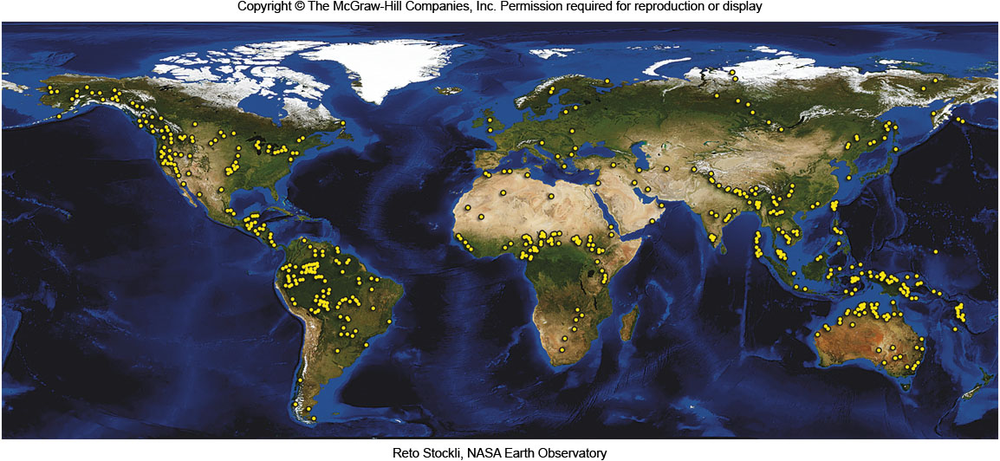 Copyright © The McGraw-Hill Companies, Inc. Permission required for reproduction or display
Reto Stockli, NASA Earth Observatory